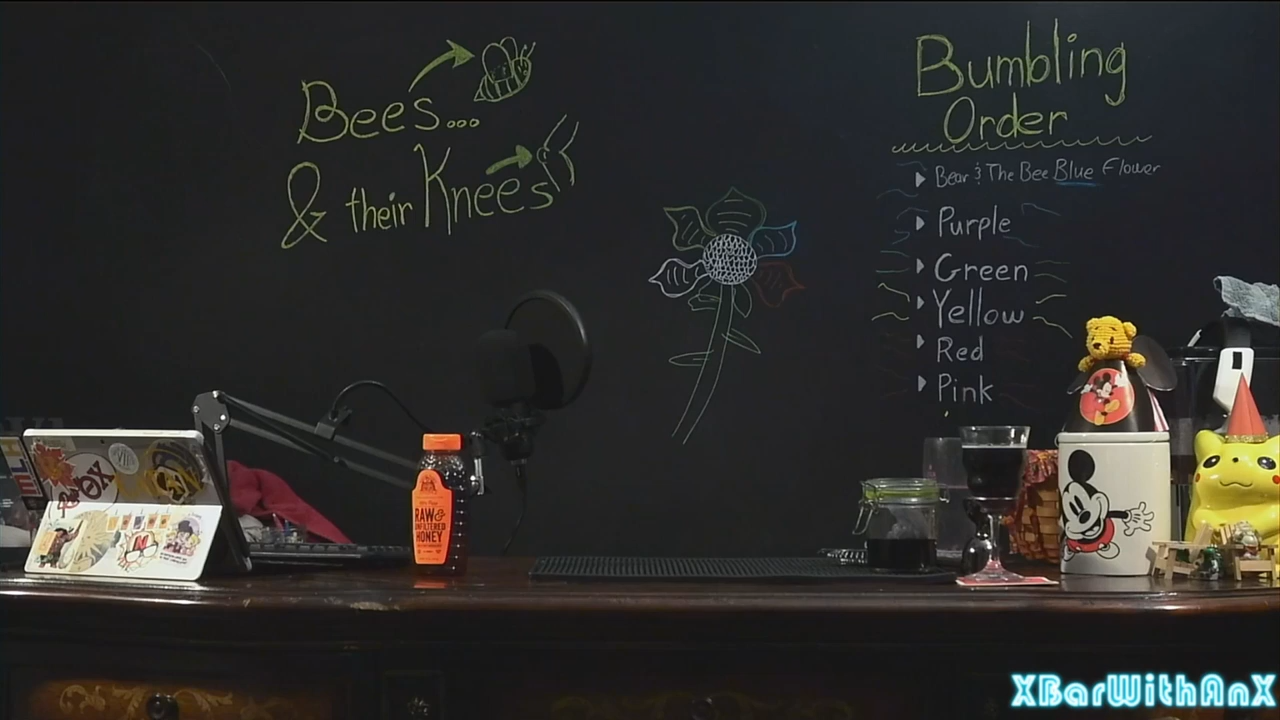 Bees...
& their Knees
Bumbling
Order
Bear & The Bee Blue Flower
Purple
Green
Yellow
Red
Pink
RAW &
UNFILTERED
HONEY
XBarWithAnX